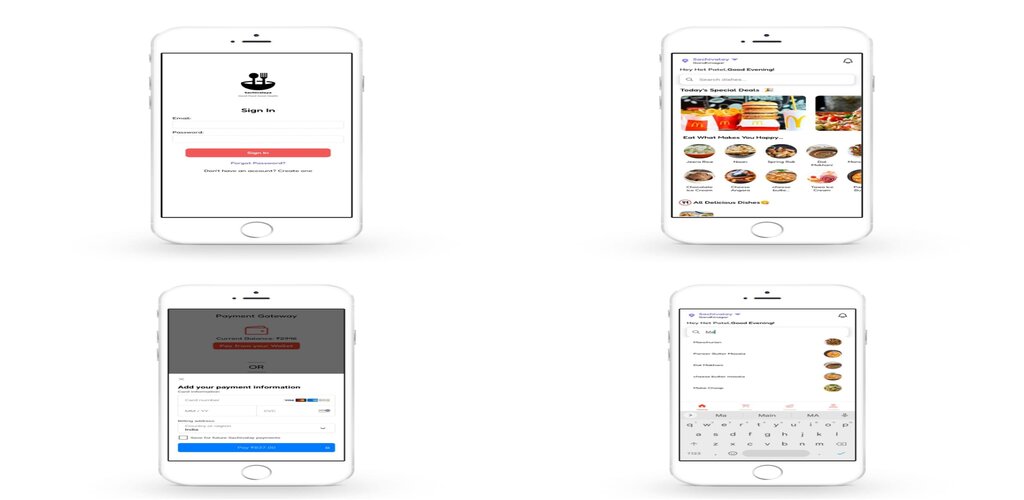 Sachivalaya
Sign In
Email:
Password:
Sign In
Forgot Password?
Don't have an account? Create one
Sachivalay
Gandhinagar
Hey Het Patel,Good Evening!
Search dishes...
Today's Special Deals 🎉
Eat What Makes You Happy...
Jeera Rice
Naan
Spring Roll
Dal Makhani
Chocolate Ice Cream
Cheese Angara
cheese butte..
Tawa Ice Cream
All Delicious Dishes😋
Payment Gateway
Current Balance: ₹2996
Pay from your Wallet
OR
Add your payment information
Card information
Card number
VISA
MM / YY
CVC
Billing address
Country or region
India
Save for future Sachivalay payments
Pay ₹837.00
Sachivalay
Gandhinagar
Hey Het Patel,Good Evening!
Ma
Manchurian
Paneer Butter Masala
Dal Makhani
cheese butter masala
Ma
Main
MA
q w e r t y u i o p
a s d f g h j k l
z x c v b n m
?123